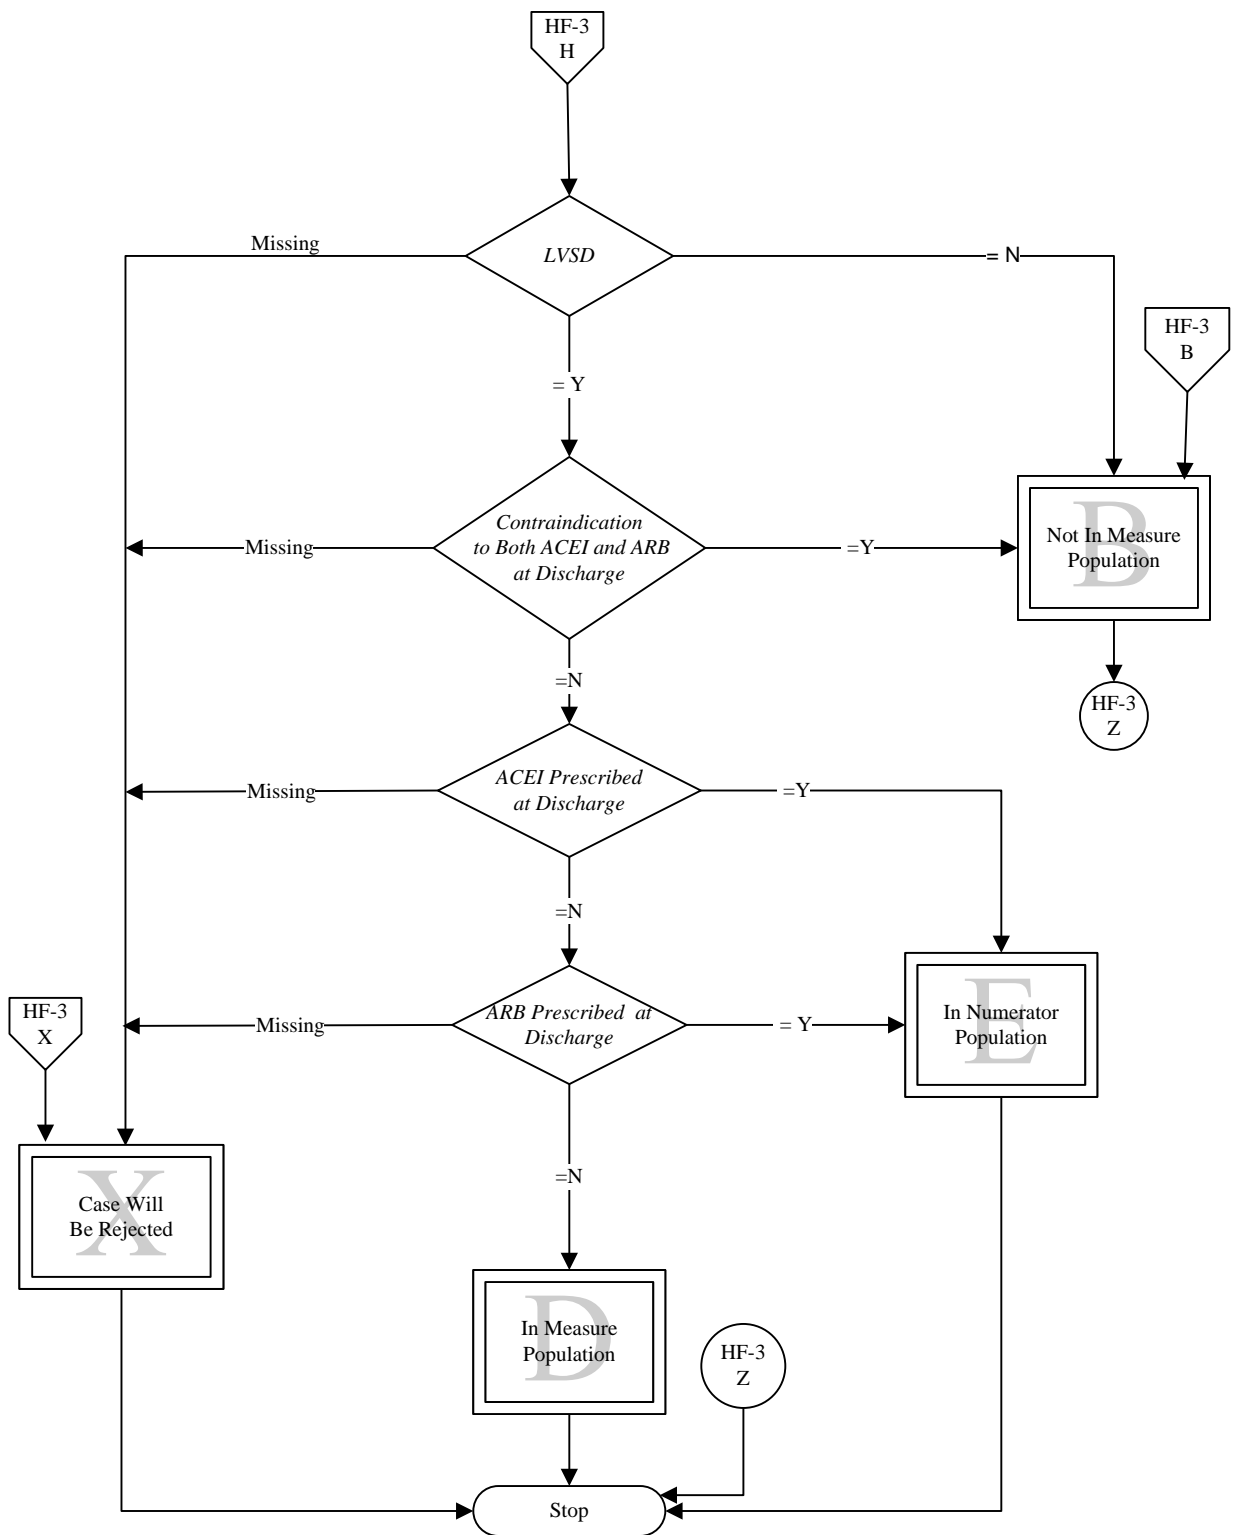 HF-3
H
LVSD
Missing
= N
HF-3
B
= Y
Contraindication
to Both ACEI and ARB
at Discharge
Missing
=Y
B
Not In Measure
Population
=N
HF-3
Z
ACEI Prescribed
at Discharge
Missing
=Y
=N
HF-3
X
ARB Prescribed at
Discharge
Missing
= Y
E
In Numerator
Population
=N
X
Case Will
Be Rejected
D
In Measure
Population
HF-3
Z
Stop